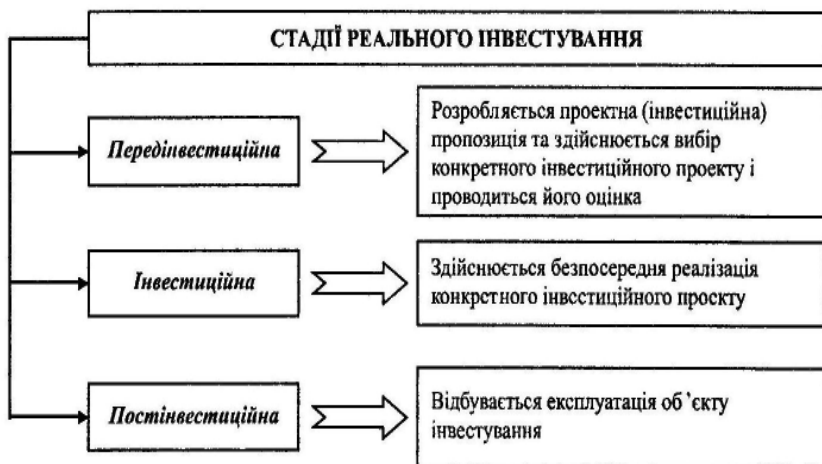 СТАДІЇ РЕАЛЬНОГО ІНВЕСТУВАННЯ
Передінвестиційна
Розробляється проектна (інвестиційна)
пропозиція та здійснюється вибір
конкретного інвестиційного проекту і
проводиться його оцінка
Інвестиційна
Здійснюється безпосередня реалізація
конкретного інвестиційного проекту
Постінвестиційна
Відбувається експлуатація об 'єкту
інвестування